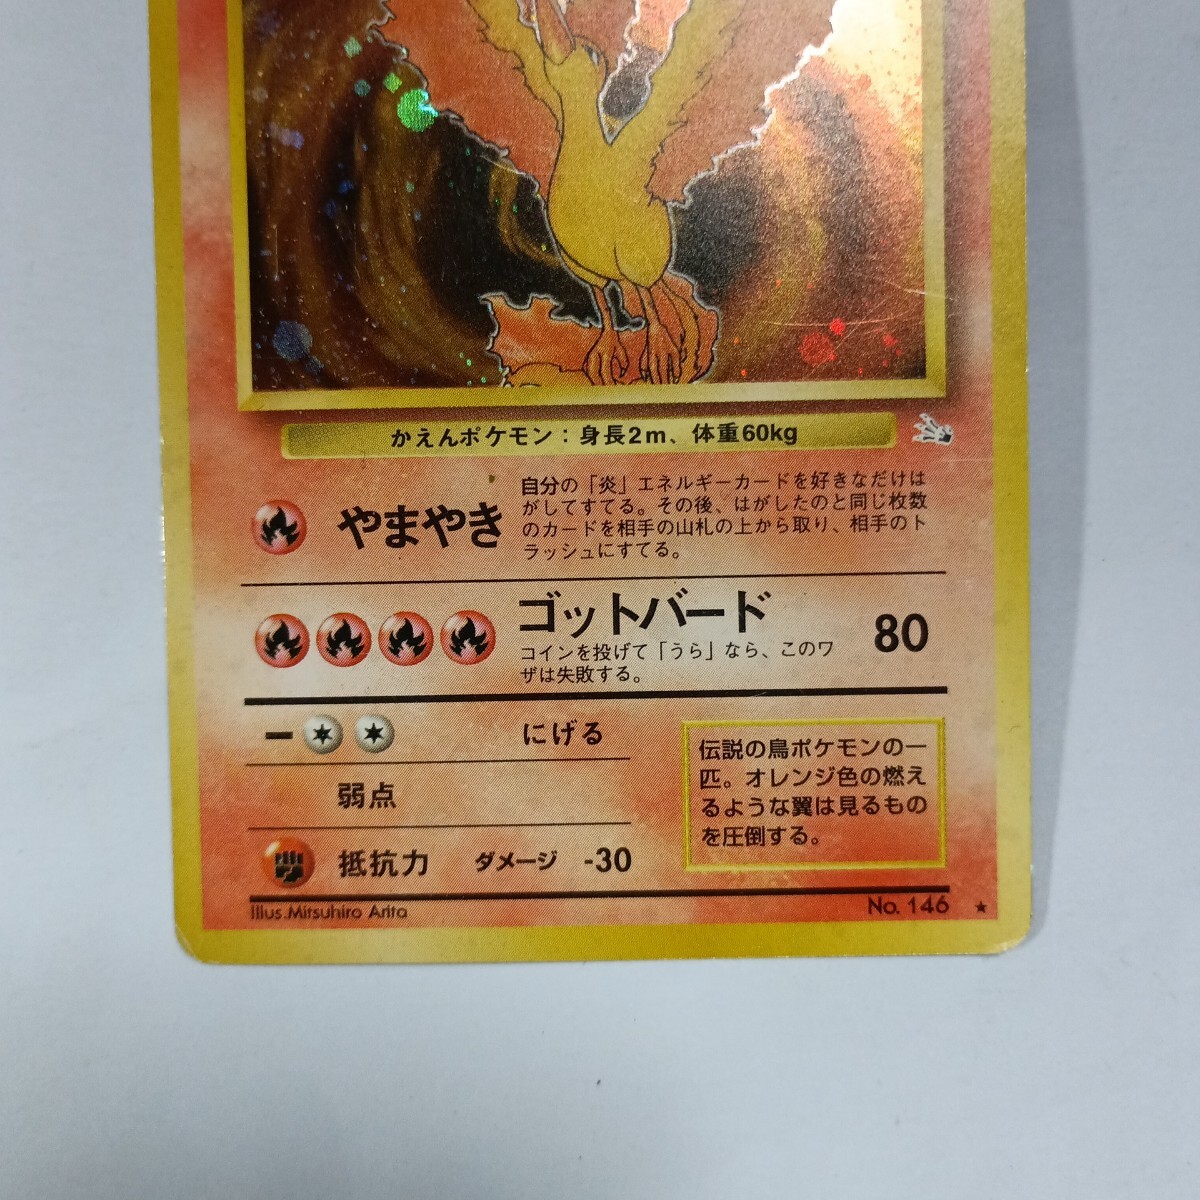 かえんポケモン：身長2m、体重60kg
やまやき
自分の「炎」エネルギーカードを好きなだけは
がしてすてる。その後、はがしたのと同じ枚数
のカードを相手の山札の上から取り、相手のト
ラッシュにすてる。
ゴットバード
コインを投げて「うら」なら、このワ
ザは失敗する。
80
にげる
弱点
抵抗力 ダメージ -30
伝説の鳥ポケモンの一
匹。オレンジ色の燃え
るような翼は見るもの
を圧倒する。
Illus.Mitsuhiro Arita
No. 146 ★